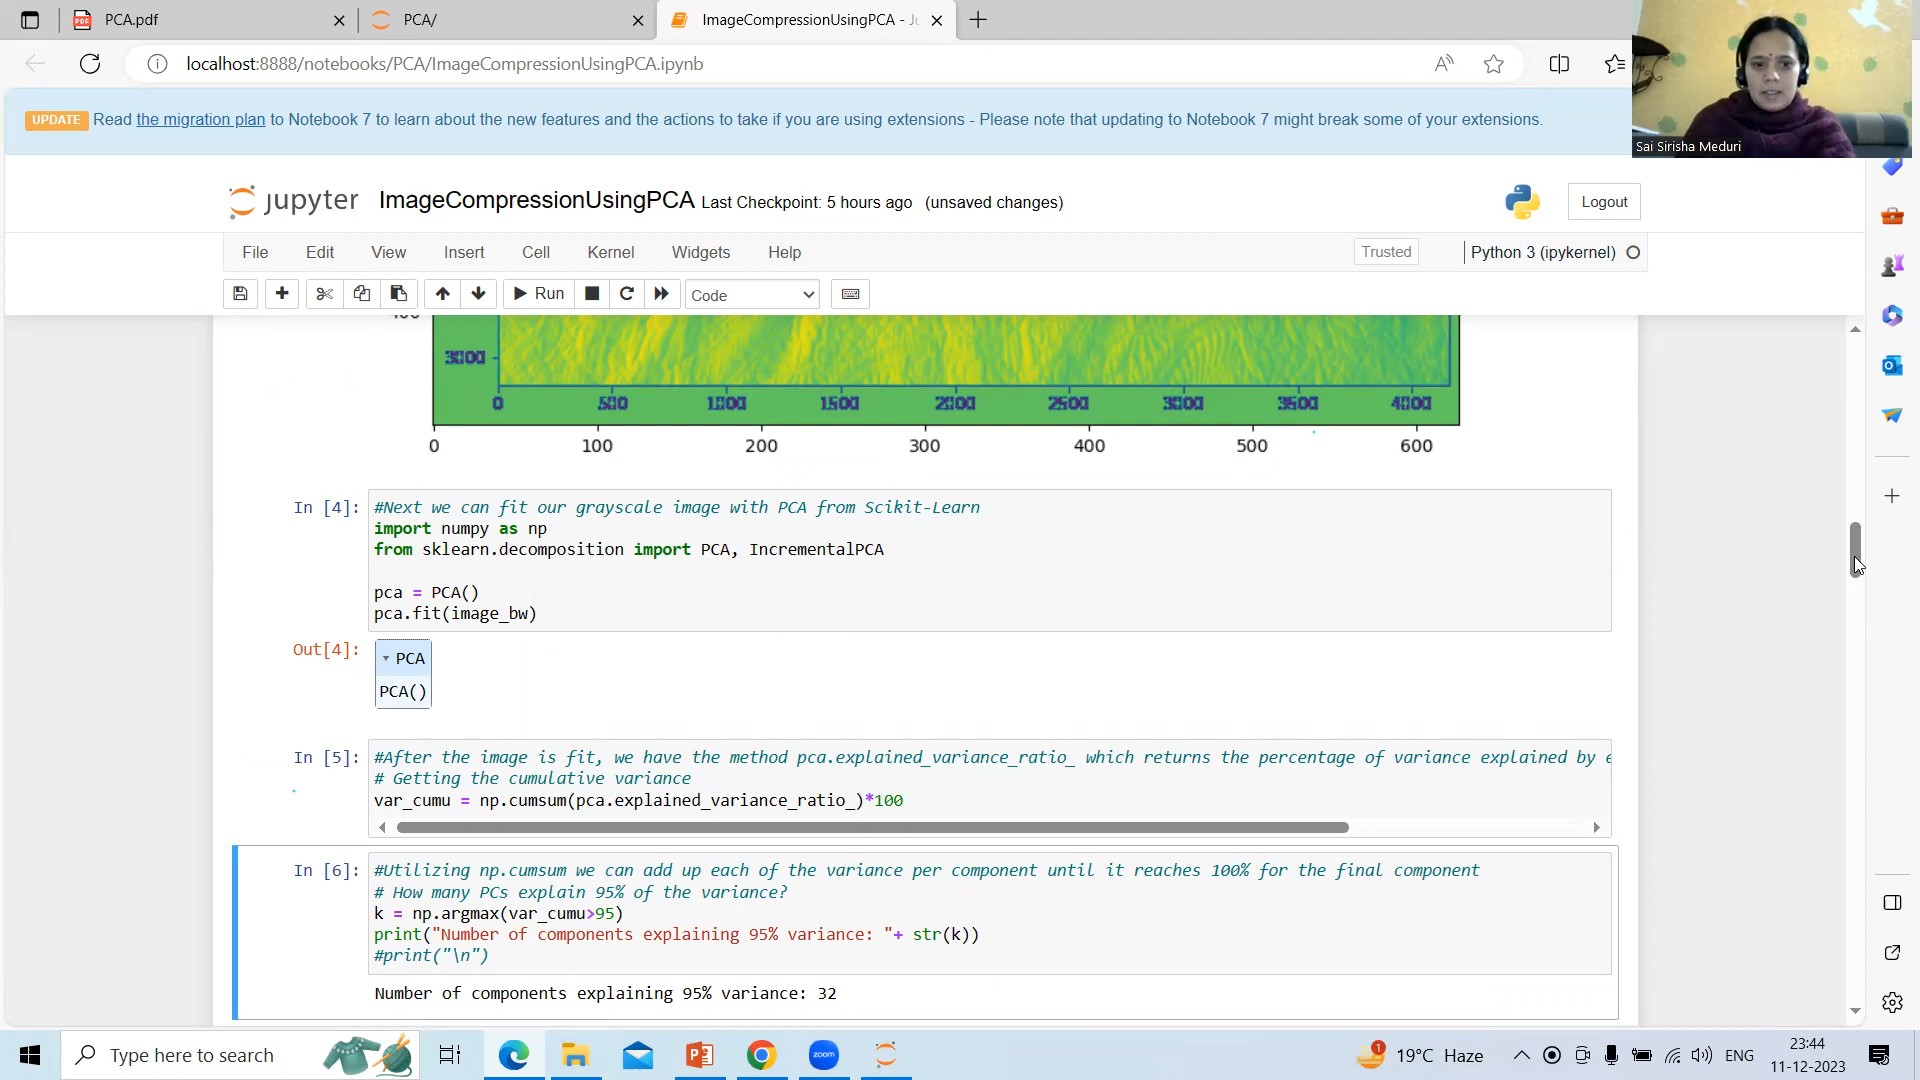 PCA.pdf
PCA/
ImageCompressionUsingPCA - Ju
localhost:8888/notebooks/PCA/ImageCompressionUsingPCA.ipynb
Sai Sirisha Meduri
UPDATE Read the migration plan to Notebook 7 to learn about the new features and the actions to take if you are using extensions - Please note that updating to Notebook 7 might break some of your extensions.
jupyter ImageCompressionUsingPCA Last Checkpoint: 5 hours ago (unsaved changes)
Logout
File Edit View Insert Cell Kernel Widgets Help
Trusted Python 3 (ipykernel)
Run Code
3000
0 500 1000 1500 2000 2500 3000 3500 4000
0 100 200 300 400 500 600
In [4]: #Next we can fit our grayscale image with PCA from Scikit-Learn
import numpy as np
from sklearn.decomposition import PCA, IncrementalPCA
pca = PCA()
pca.fit(image_bw)
Out[4]: PCA
PCA()
In [5]: #After the image is fit, we have the method pca.explained_variance_ratio_ which returns the percentage of variance explained by e
# Getting the cumulative variance
var_cumu = np.cumsum(pca.explained_variance_ratio_)*100
In [6]: #Utilizing np.cumsum we can add up each of the variance per component until it reaches 100% for the final component
# How many PCs explain 95% of the variance?
k = np.argmax(var_cumu>95)
print("Number of components explaining 95% variance: "+ str(k))
#print("\n")
Number of components explaining 95% variance: 32
Type here to search
zoom
1
19°C Haze
ENG
23:44
11-12-2023